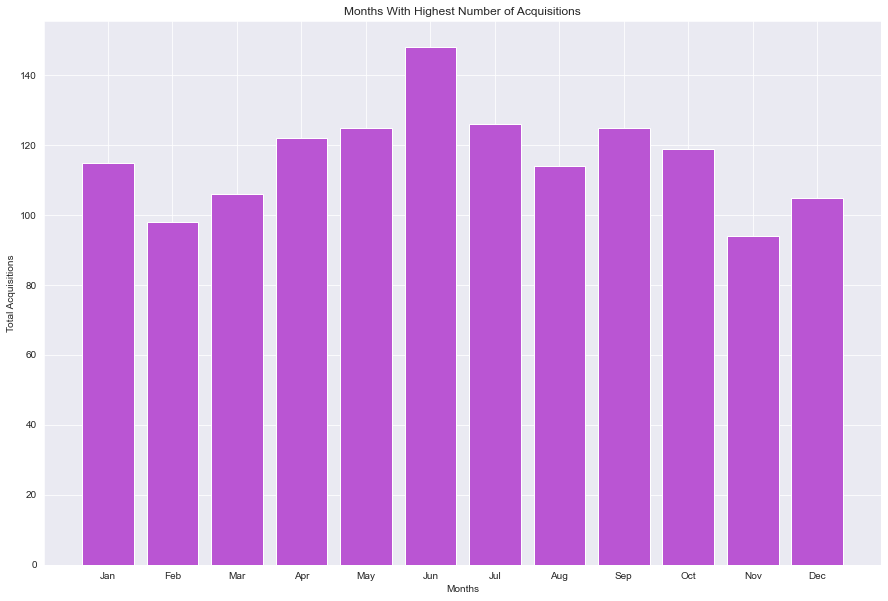 Months With Highest Number of Acquisitions
Total Acquisitions
140
120
100
80
60
40
20
0
Jan Feb Mar Apr May Jun Jul Aug Sep Oct Nov Dec
Months